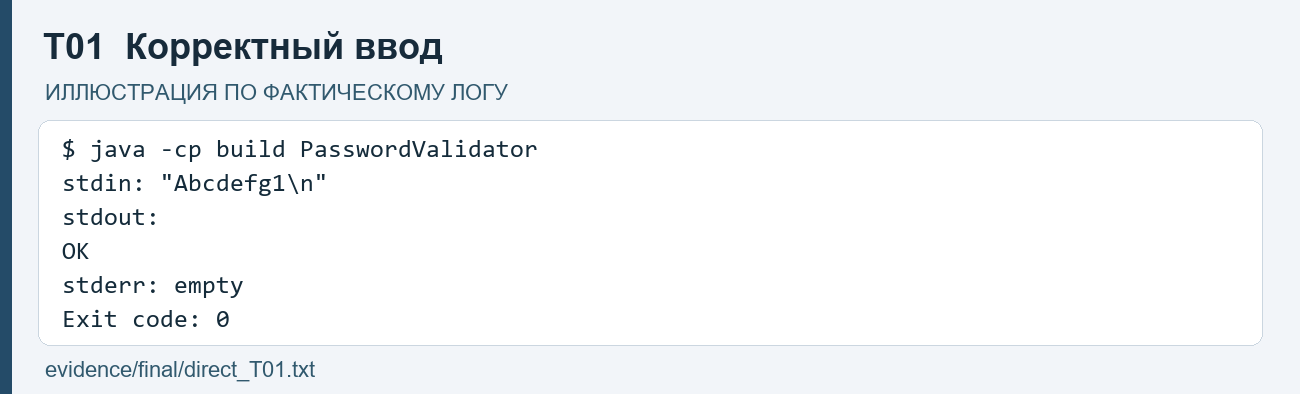 T01 Корректный ввод
ИЛЛЮСТРАЦИЯ ПО ФАКТИЧЕСКОМУ ЛОГУ
$ java -cp build PasswordValidator
stdin: "Abcdefg1\n"
stdout:
OK
stderr: empty
Exit code: 0
evidence/final/direct_T01.txt